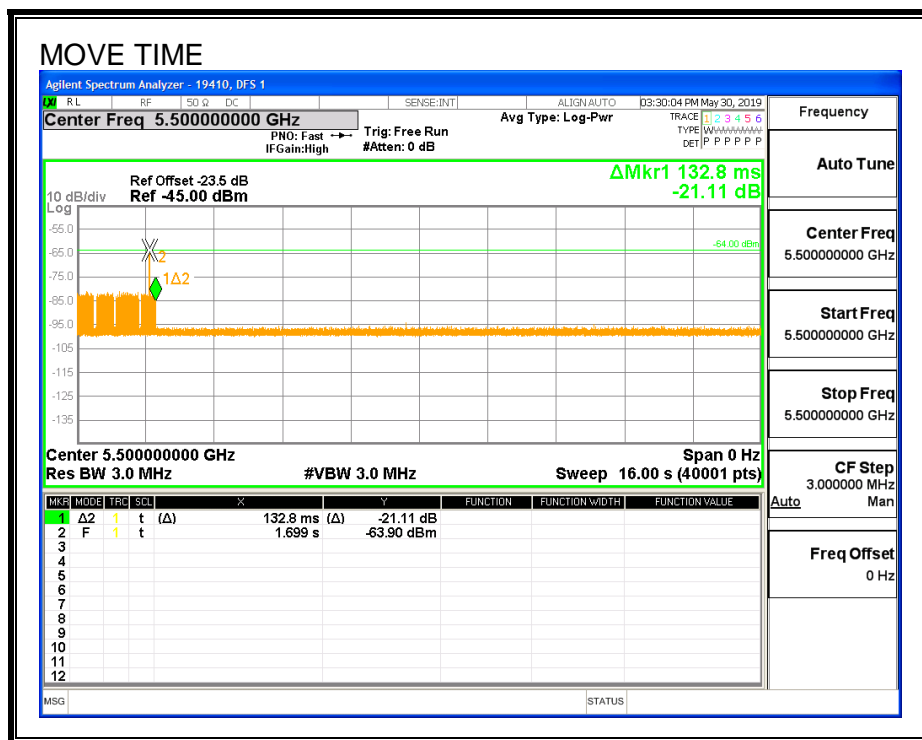 MOVE TIME
Agilent Spectrum Analyzer - 19410, DFS 1
LXI RL RF 50 Ω DC SENSE:INT ALIGN AUTO 03:30:04 PM May 30, 2019
Center Freq 5.500000000 GHz
PNO: Fast
IFGain:High
Trig: Free Run
#Atten: 0 dB
Avg Type: Log-Pwr
TRACE 1 2 3 4 5 6
TYPE W
DET P P P P P P
ΔMkr1 132.8 ms
-21.11 dB
Ref Offset -23.5 dB
10 dB/div Ref -45.00 dBm
Log
-55.0
-65.0
-75.0
-85.0
-95.0
-105
-115
-125
-135
-64.00 dBm
2
1Δ2
Center 5.500000000 GHz Span 0 Hz
Res BW 3.0 MHz #VBW 3.0 MHz Sweep 16.00 s (40001 pts)
MKR MODE TRC SCL X Y FUNCTION FUNCTION WIDTH FUNCTION VALUE
1 Δ2 1 t (Δ) 132.8 ms (Δ) -21.11 dB
2 F 1 t 1.699 s -63.90 dBm
3
4
5
6
7
8
9
10
11
12
MSG STATUS
Frequency
Auto Tune
Center Freq
5.500000000 GHz
Start Freq
5.500000000 GHz
Stop Freq
5.500000000 GHz
CF Step
3.000000 MHz
Auto Man
Freq Offset
0 Hz